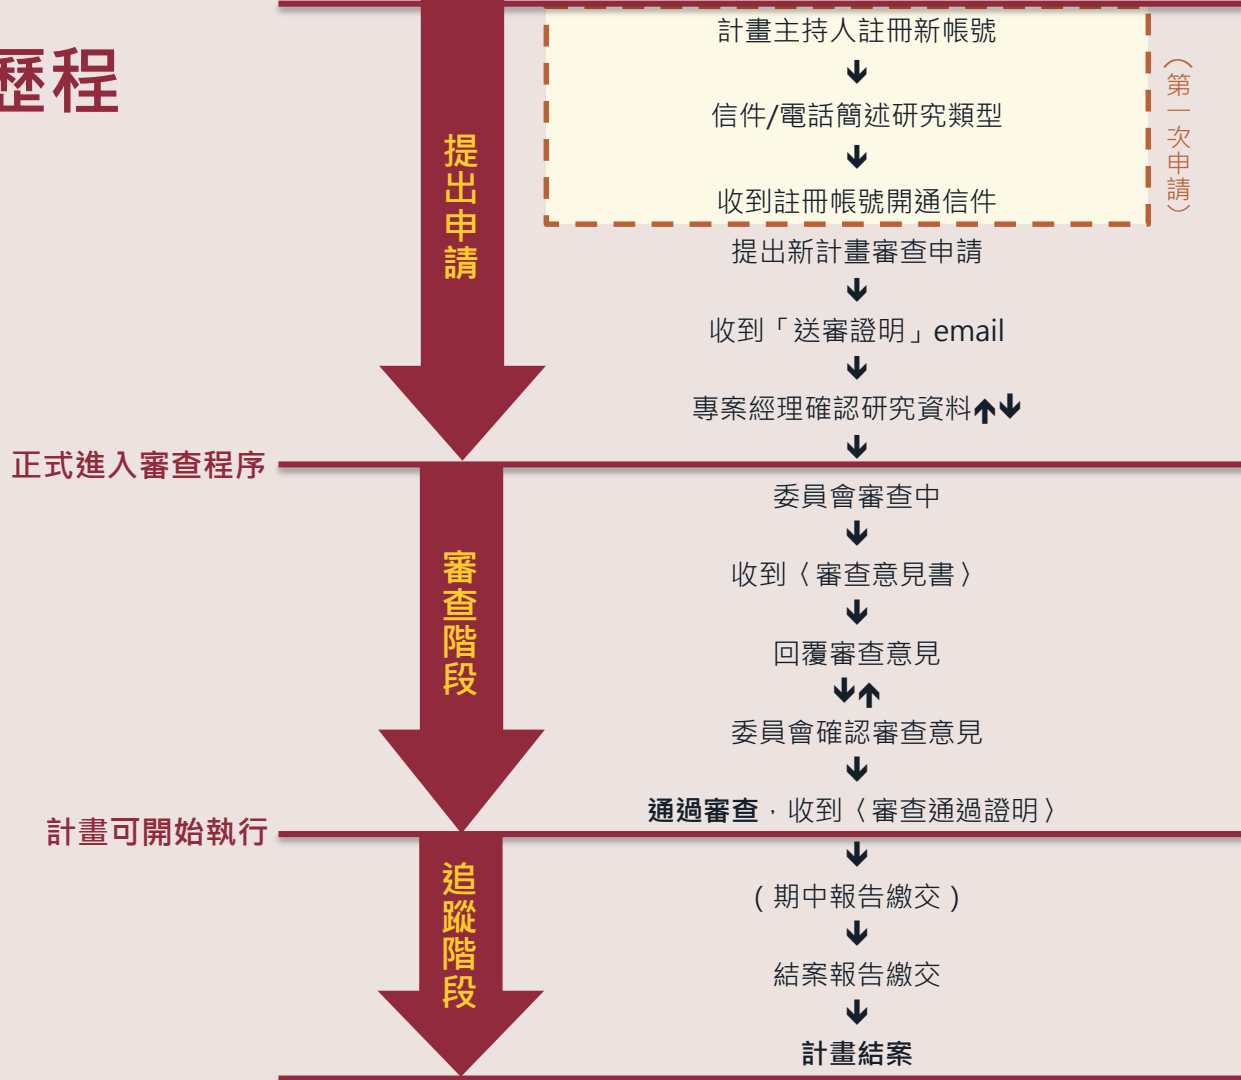 歷程
提出申請
計畫主持人註冊新帳號
↓
信件/電話簡述研究類型
↓
收到註冊帳號開通信件
（第一次申請）
提出新計畫審查申請
↓
收到「送審證明」email
↓
專案經理確認研究資料↑↓
↓
正式進入審查程序
審查階段
委員會審查中
↓
收到〈審查意見書〉
↓
回覆審查意見
↓↑
委員會確認審查意見
↓
通過審查，收到〈審查通過證明〉
計畫可開始執行
追蹤階段
↓
(期中報告繳交)
↓
結案報告繳交
↓
計畫結案